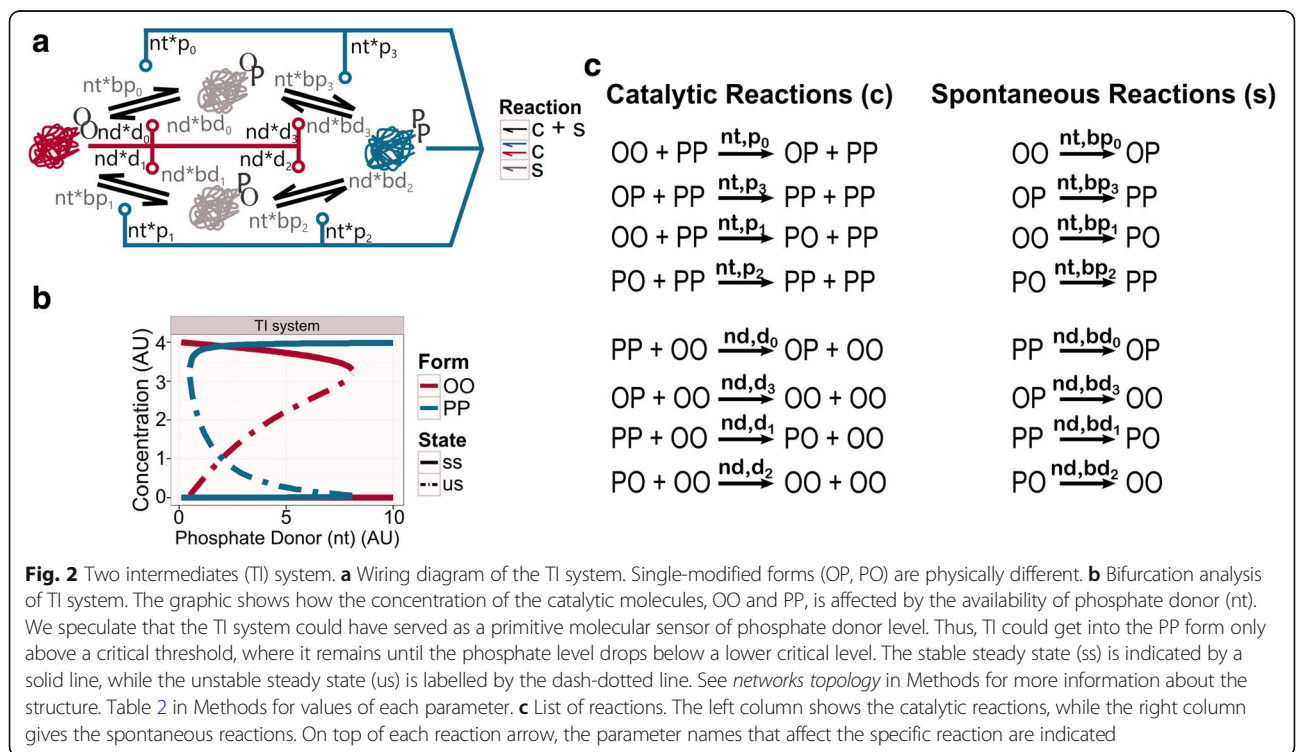 a
nt*p0
nt*p3
O
P
nt*bp0
nt*bp3
O
O
nd*d0
nd*bd0
nd*d3
nd*bd3
P
P
nd*d1
nd*bd1
nd*d2
nd*bd2
nt*bp1
P
O
nt*bp2
nt*p1
nt*p2
Reaction
c + s
c
s
b
TI system
Concentration (AU)
4
3
2
1
0
0
5
10
Phosphate Donor (nt) (AU)
Form
OO
PP
State
ss
us
c
Catalytic Reactions (c)
OO + PP nt,p0 OP + PP
OP + PP nt,p3 PP + PP
OO + PP nt,p1 PO + PP
PO + PP nt,p2 PP + PP
PP + OO nd,d0 OP + OO
OP + OO nd,d3 OO + OO
PP + OO nd,d1 PO + OO
PO + OO nd,d2 OO + OO
Spontaneous Reactions (s)
OO nt,bp0 OP
OP nt,bp3 PP
OO nt,bp1 PO
PO nt,bp2 PP
PP nd,bd0 OP
OP nd,bd3 OO
PP nd,bd1 PO
PO nd,bd2 OO
Fig. 2 Two intermediates (TI) system. a Wiring diagram of the TI system. Single-modified forms (OP, PO) are physically different. b Bifurcation analysis
of TI system. The graphic shows how the concentration of the catalytic molecules, OO and PP, is affected by the availability of phosphate donor (nt).
We speculate that the TI system could have served as a primitive molecular sensor of phosphate donor level. Thus, TI could get into the PP form only
above a critical threshold, where it remains until the phosphate level drops below a lower critical level. The stable steady state (ss) is indicated by a
solid line, while the unstable steady state (us) is labelled by the dash-dotted line. See networks topology in Methods for more information about the
structure. Table 2 in Methods for values of each parameter. c List of reactions. The left column shows the catalytic reactions, while the right column
gives the spontaneous reactions. On top of each reaction arrow, the parameter names that affect the specific reaction are indicated